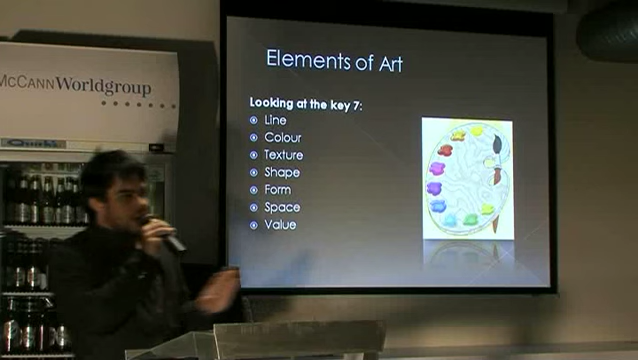 McCANNWorldgroup
Elements of Art
Looking at the key 7:
Line
Colour
Texture
Shape
Form
Space
Value